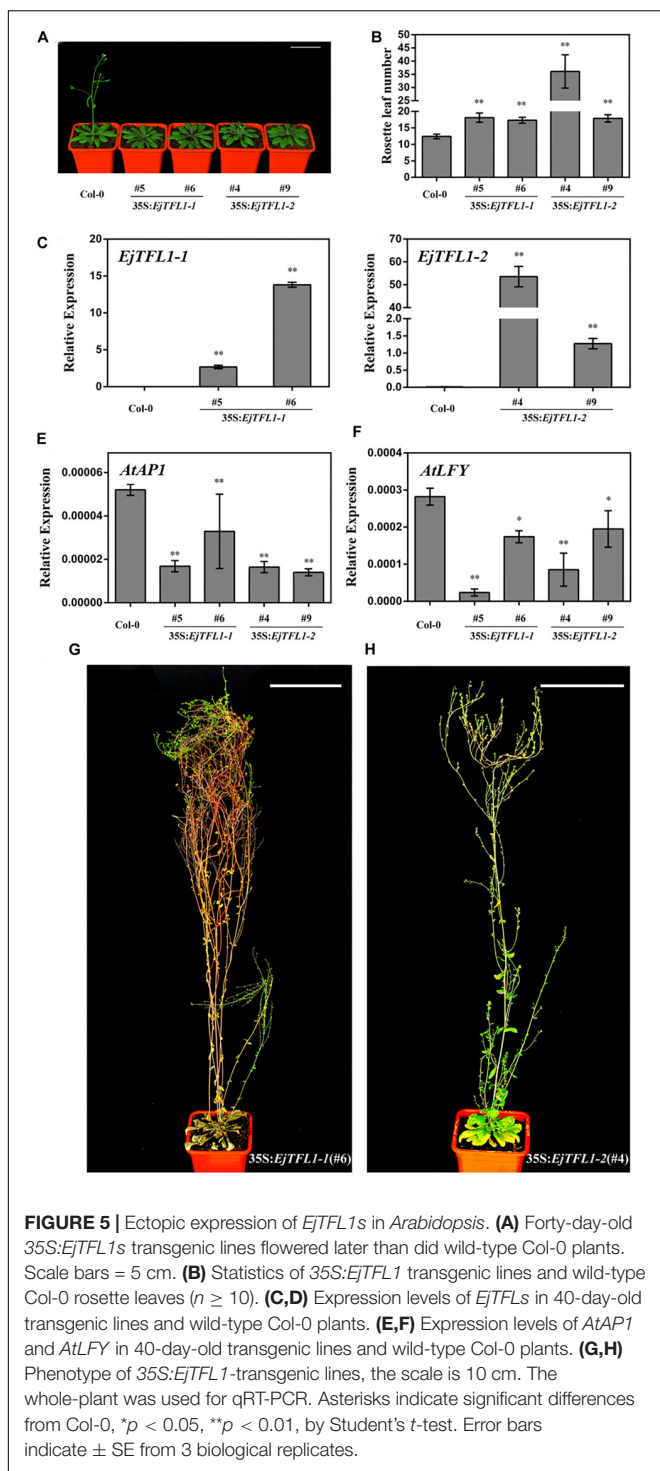 A
Col-0
#5 #6 #4 #9
35S:EjTFL1-1 35S:EjTFL1-2
B
Rosette leaf number
50
45
40
35
30
25
20
15
10
5
0
** ** ** **
Col-0 #5 #6 #4 #9
35S:EjTFL1-1 35S:EjTFL1-2
C
EjTFL1-1
Relative Expression
20
15
10
5
0
** **
Col-0 #5 #6
35S:EjTFL1-1
EjTFL1-2
Relative Expression
70
60
50
40
2.0
1.5
1.0
0.5
0.0
** **
Col-0 #4 #9
35S:EjTFL1-2
E
AtAP1
Relative Expression
0.00006
0.00004
0.00002
0.00000
** ** ** **
Col-0 #5 #6 #4 #9
35S:EjTFL1-1 35S:EjTFL1-2
F
AtLFY
Relative Expression
0.0004
0.0003
0.0002
0.0001
0.0000
** * ** *
Col-0 #5 #6 #4 #9
35S:EjTFL1-1 35S:EjTFL1-2
G
35S:EjTFL1-1(#6)
H
35S:EjTFL1-2(#4)
FIGURE 5 | Ectopic expression of EjTFL1s in Arabidopsis. (A) Forty-day-old
35S:EjTFL1s transgenic lines flowered later than did wild-type Col-0 plants.
Scale bars = 5 cm. (B) Statistics of 35S:EjTFL1 transgenic lines and wild-type
Col-0 rosette leaves (n ≥ 10). (C,D) Expression levels of EjTFLs in 40-day-old
transgenic lines and wild-type Col-0 plants. (E,F) Expression levels of AtAP1
and AtLFY in 40-day-old transgenic lines and wild-type Col-0 plants. (G,H)
Phenotype of 35S:EjTFL1-transgenic lines, the scale is 10 cm. The
whole-plant was used for qRT-PCR. Asterisks indicate significant differences
from Col-0, *p < 0.05, **p < 0.01, by Student's t-test. Error bars
indicate ± SE from 3 biological replicates.